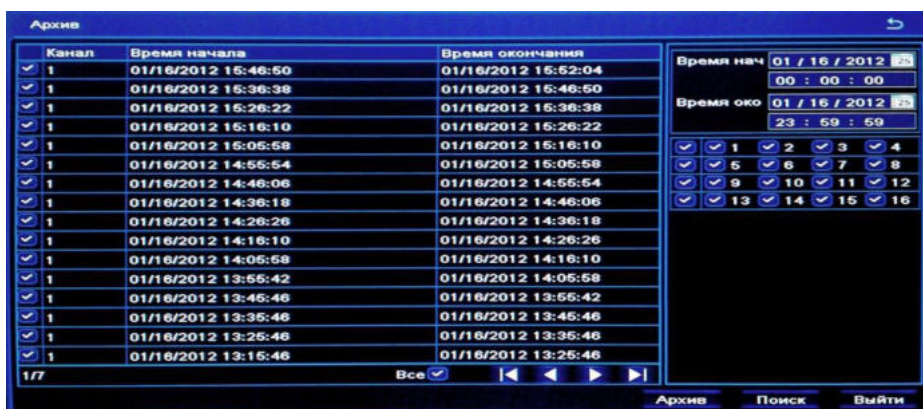 Архив
Канал Время начала Время окончания
1 01/16/2012 15:46:50 01/16/2012 15:52:04
1 01/16/2012 15:36:38 01/16/2012 15:46:50
1 01/16/2012 15:26:22 01/16/2012 15:36:38
1 01/16/2012 15:16:10 01/16/2012 15:26:22
1 01/16/2012 15:05:58 01/16/2012 15:16:10
1 01/16/2012 14:55:54 01/16/2012 15:05:58
1 01/16/2012 14:46:06 01/16/2012 14:55:54
1 01/16/2012 14:36:18 01/16/2012 14:46:06
1 01/16/2012 14:26:26 01/16/2012 14:36:18
1 01/16/2012 14:16:10 01/16/2012 14:26:26
1 01/16/2012 14:05:58 01/16/2012 14:16:10
1 01/16/2012 13:55:42 01/16/2012 14:05:58
1 01/16/2012 13:45:46 01/16/2012 13:55:42
1 01/16/2012 13:35:46 01/16/2012 13:45:46
1 01/16/2012 13:25:46 01/16/2012 13:35:46
1 01/16/2012 13:15:46 01/16/2012 13:25:46
1/7 Все
Время нач 01 / 16 / 2012 25
00 : 00 : 00
Время око 01 / 16 / 2012 25
23 : 59 : 59
1 2 3 4
5 6 7 8
9 10 11 12
13 14 15 16
Архив Поиск Выйти